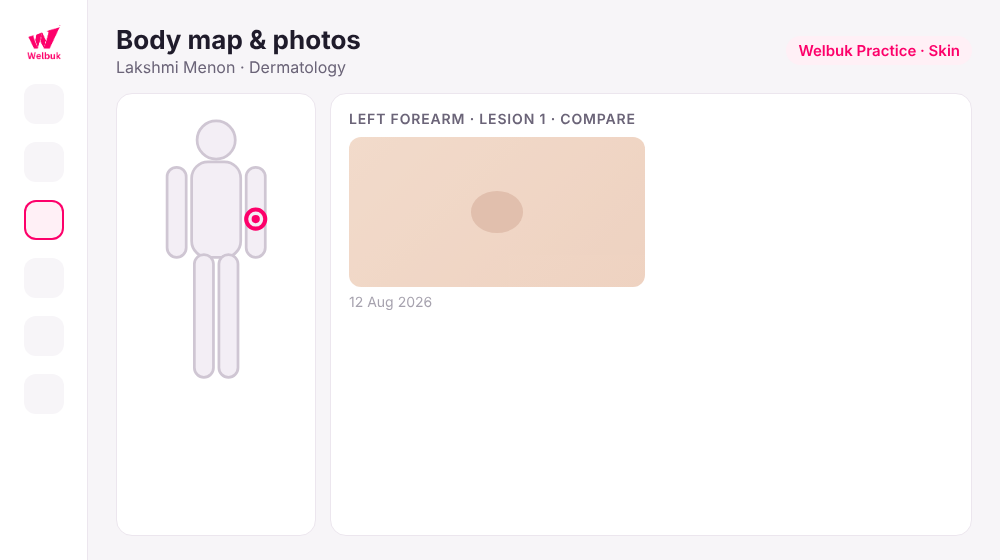 Welbuk
Body map & photos
Lakshmi Menon · Dermatology
Welbuk Practice · Skin
LEFT FOREARM · LESION 1 · COMPARE
12 Aug 2026